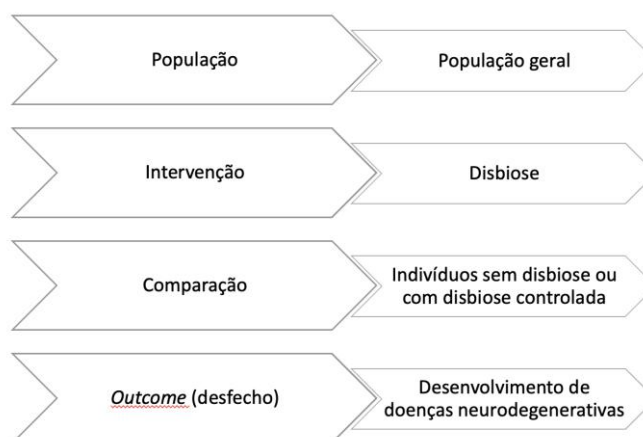 População
População geral
Intervenção
Disbiose
Comparação
Indivíduos sem disbiose ou
com disbiose controlada
Outcome (desfecho)
Desenvolvimento de
doenças neurodegenerativas